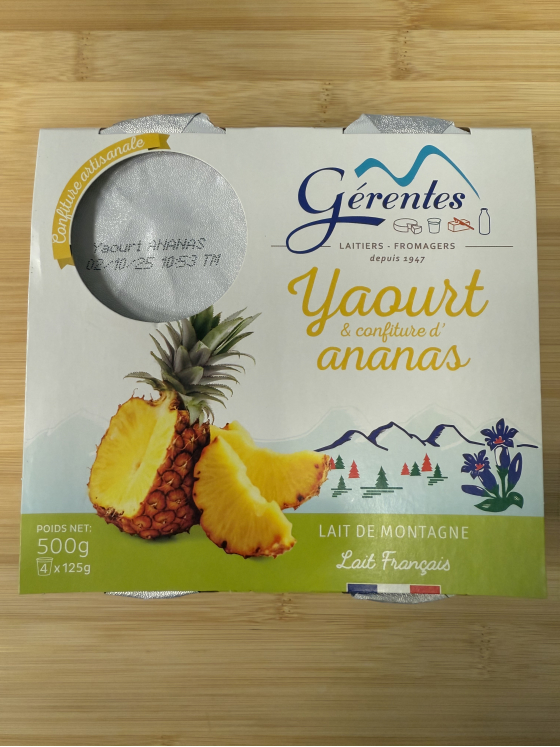 Confiture artisanale
Yaourt ANANAS
02/10/25 10:53 TM
Gérentes
LAITIERS - FROMAGERS
depuis 1947
Yaourt
& confiture d'
ananas
POIDS NET:
500g
4 x 125g
LAIT DE MONTAGNE
Lait Français